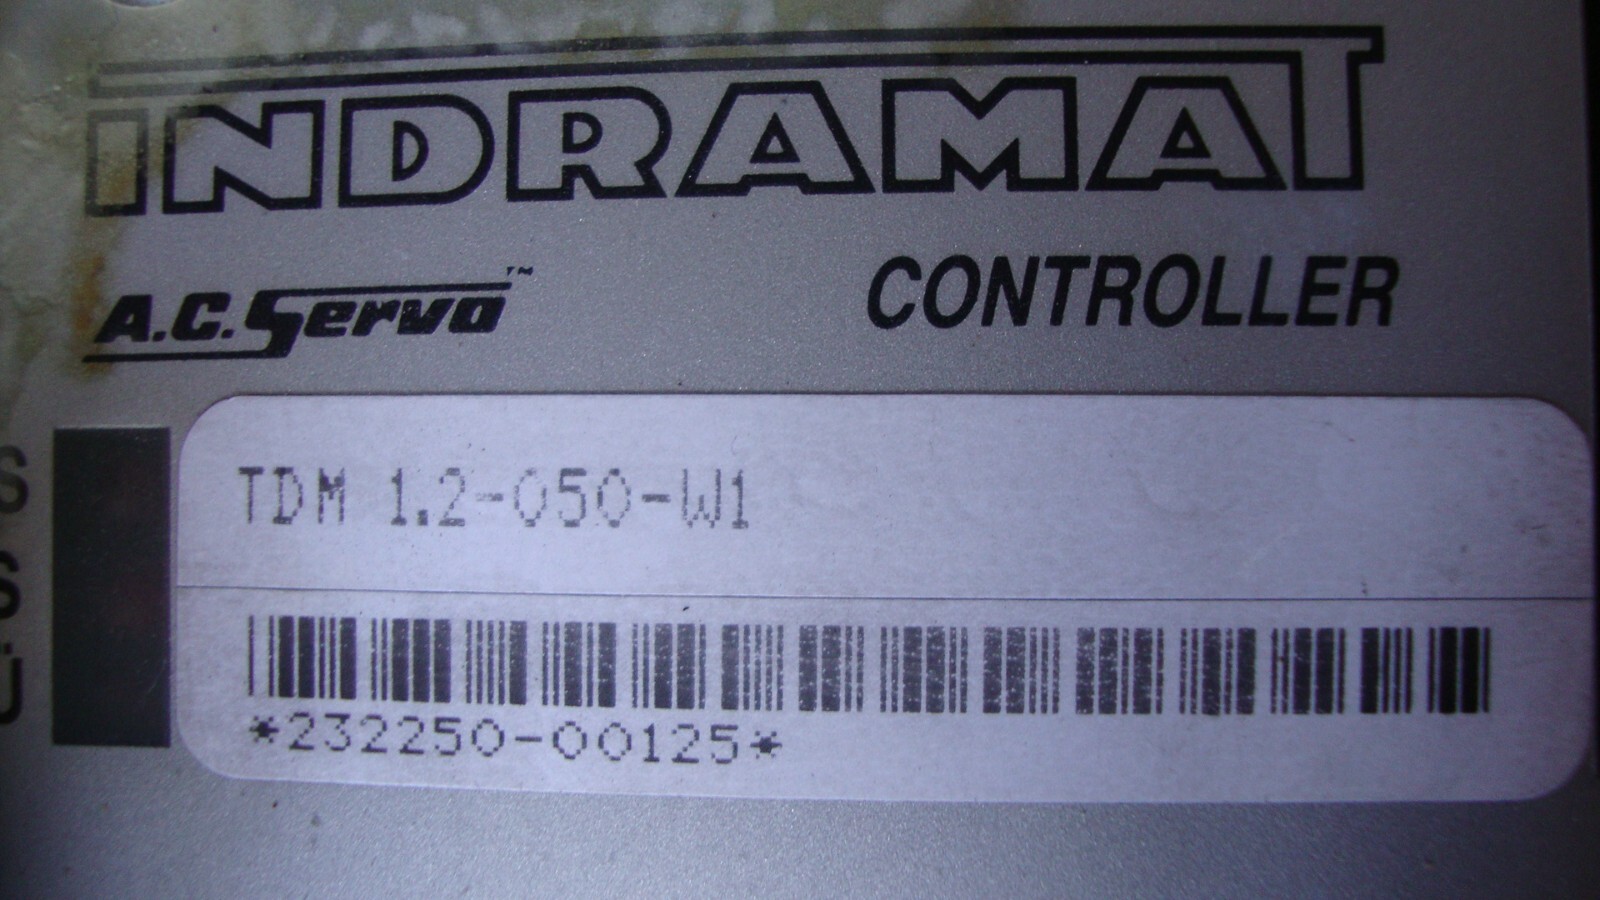 INDRAMAT
A.C. Servo™
CONTROLLER
S
S
Ü
TDM 1.2-050-W1
*232250-00125*